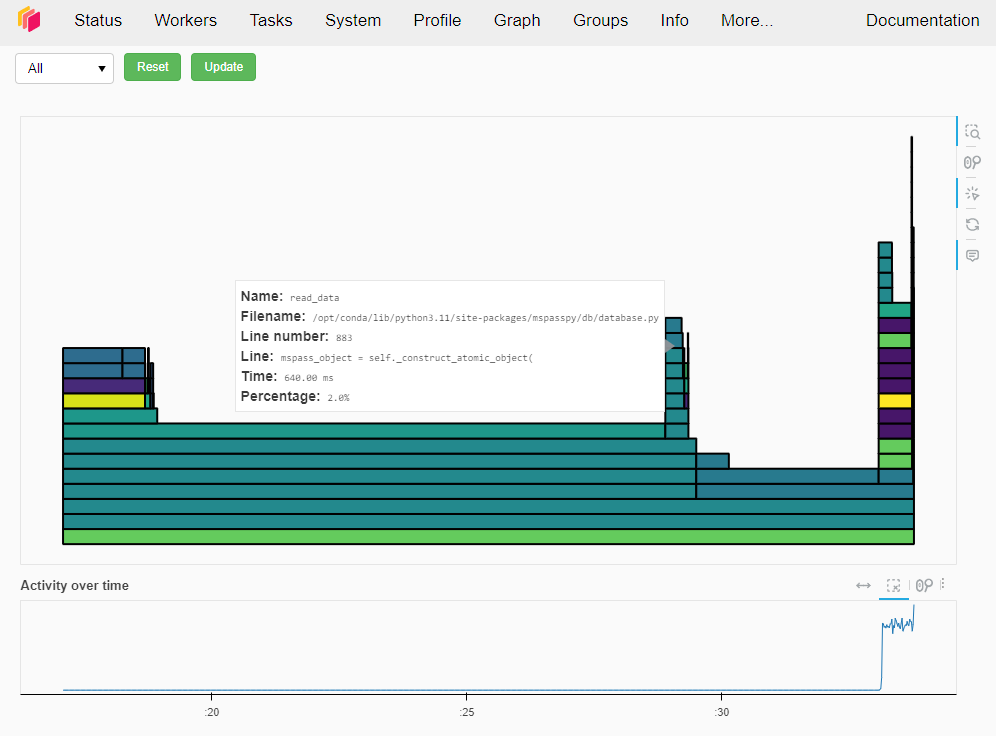 Status Workers Tasks System Profile Graph Groups Info More... Documentation
All Reset Update
Name: read_data
Filename: /opt/conda/lib/python3.11/site-packages/mspasspy/db/database.py
Line number: 883
Line: mspass_object = self._construct_atomic_object(
Time: 640.00 ms
Percentage: 2.0%
Activity over time
:20 :25 :30